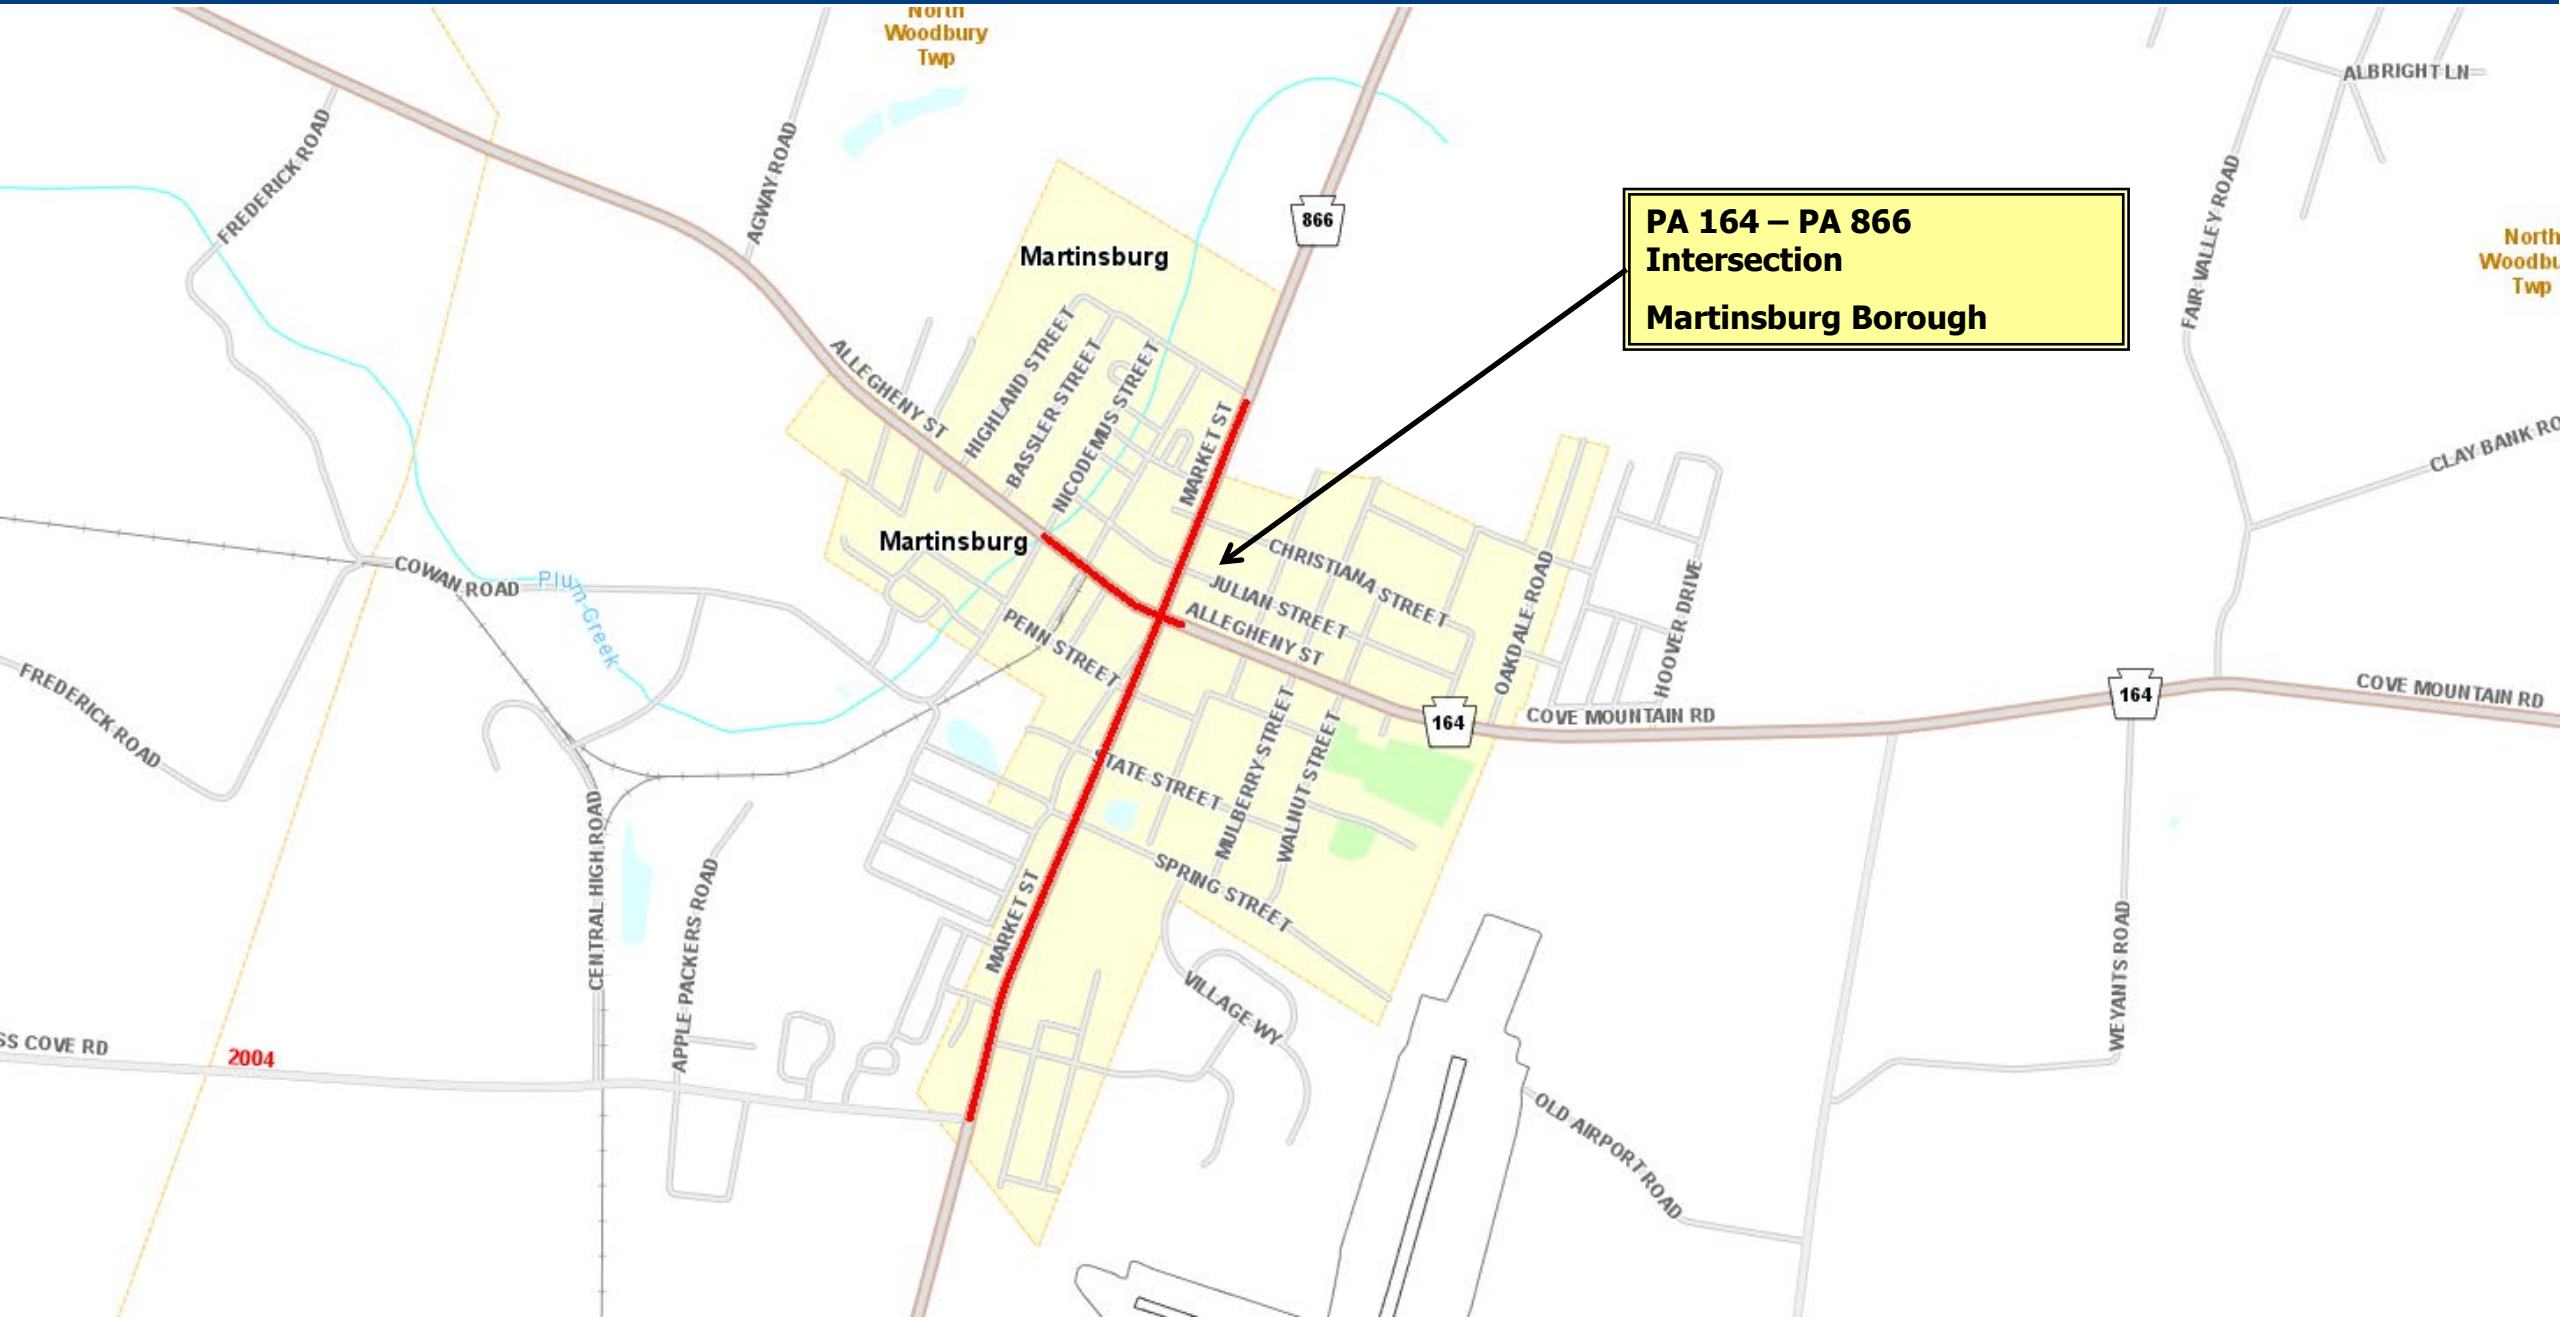 North
Woodbury
Twp
ALBRIGHT LN
FREDERICK ROAD
AGWAY ROAD
866
PA 164 – PA 866
Intersection
Martinsburg Borough
FAIR VALLEY ROAD
North
Twp
Martinsburg
ALLEGHENY ST
HIGHLAND STREET
BASSLER STREET
NICODEMUS STREET
MARKET ST
CLAY BANK
Martinsburg
CHRISTIANA STREET
JULIAN STREET
ALLEGHENY ST
OAKDALE ROAD
HOOVER DRIVE
COWAN ROAD
Plum Creek
PENN STREET
FREDERICK ROAD
164
COVE MOUNTAIN RD
164
COVE MOUNTAIN RD
STATE STREET
MULBERRY STREET
WALNUT STREET
SPRING STREET
MARKET ST
CENTRAL HIGH ROAD
APPLE PACKERS ROAD
VILLAGE WY
WEYANTS ROAD
SS COVE RD
2004
OLD AIRPORT ROAD